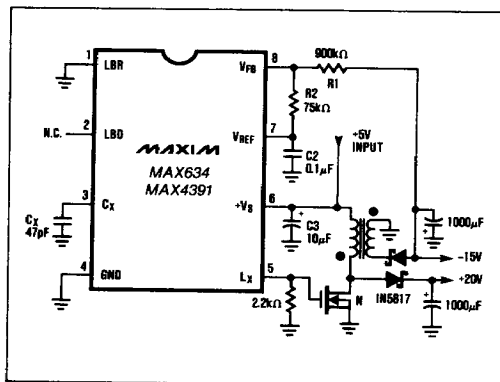 1
LBR
2
N.C.
LBD
3
CX
CX
47pF
4
GND
MAXIM
MAX634
MAX4391
8
VFB
900kΩ
R1
R2
75kΩ
7
VREF
C2
0.1µF
+5V
INPUT
6
+VS
+
C3
10µF
5
LX
2.2kΩ
N
1000µF
+
-15V
IN5817
+20V
+
1000µF